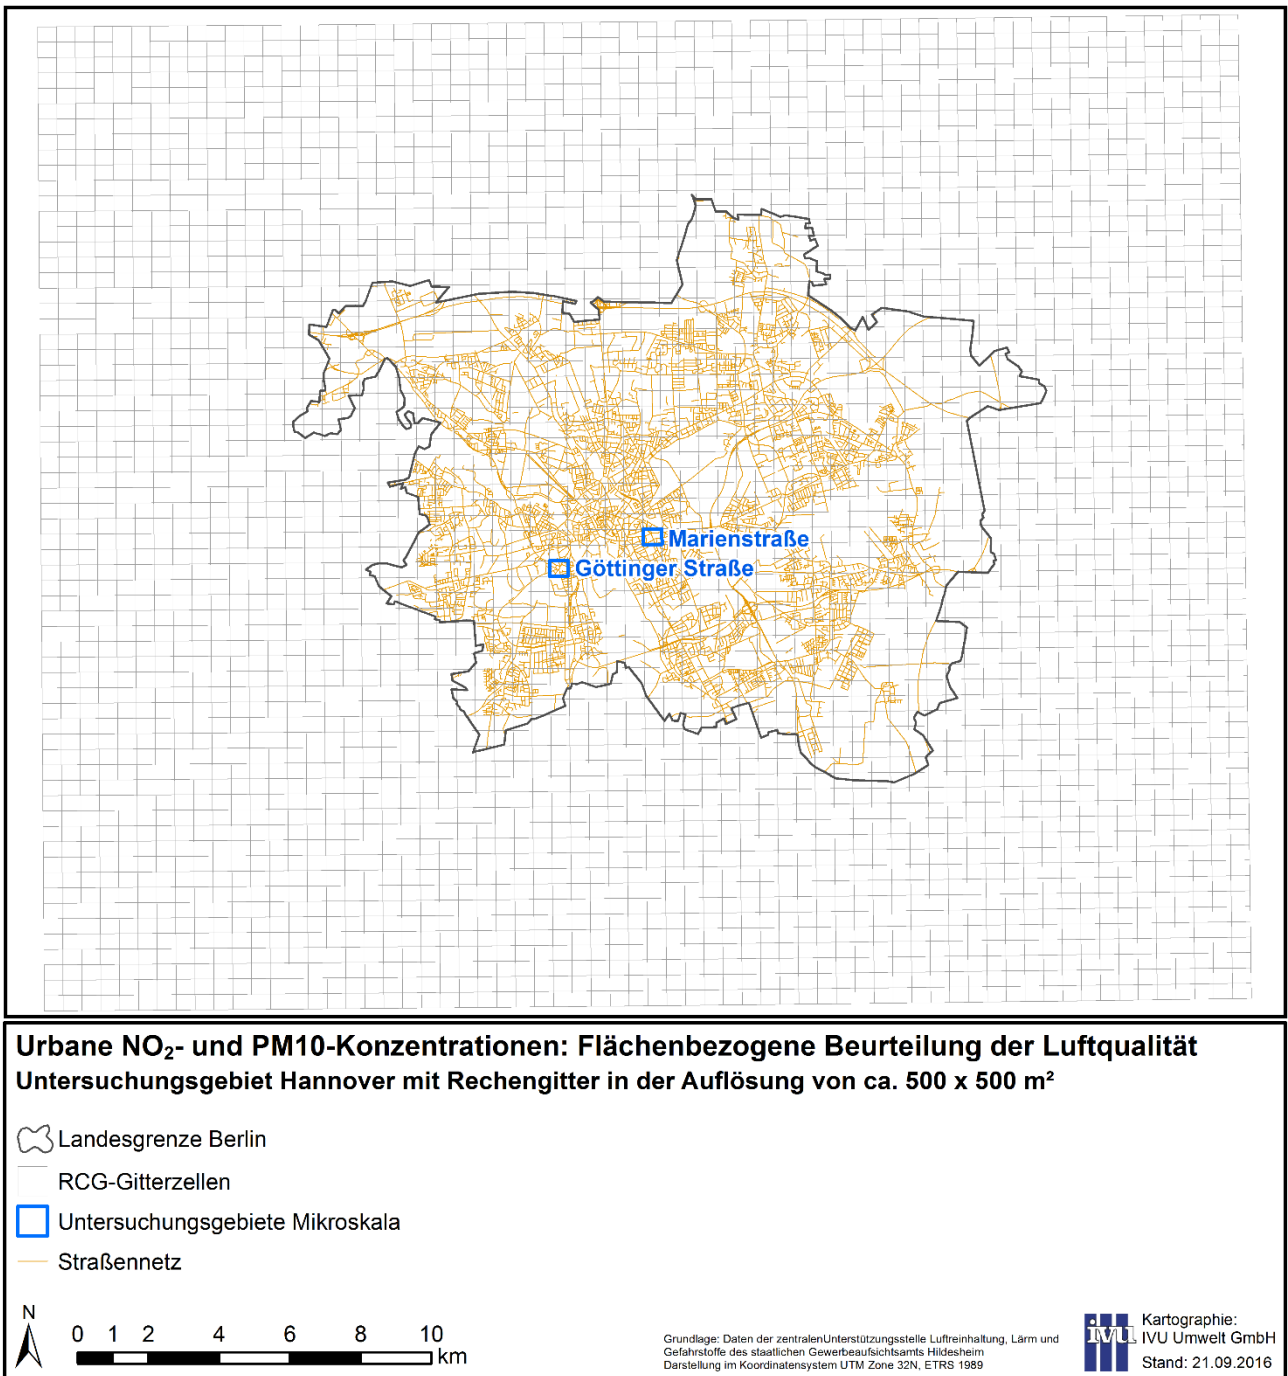 Marienstraße
Göttinger Straße
Urbane NO₂- und PM10-Konzentrationen: Flächenbezogene Beurteilung der Luftqualität
Untersuchungsgebiet Hannover mit Rechengitter in der Auflösung von ca. 500 x 500 m²
Landesgrenze Berlin
RCG-Gitterzellen
Untersuchungsgebiete Mikroskala
Straßennetz
N
0 1 2 4 6 8 10
km
Grundlage: Daten der zentralenUnterstützungsstelle Luftreinhaltung, Lärm und
Gefahrstoffe des staatlichen Gewerbeaufsichtsamts Hildesheim
Darstellung im Koordinatensystem UTM Zone 32N, ETRS 1989
ivu
Kartographie:
IVU Umwelt GmbH
Stand: 21.09.2016